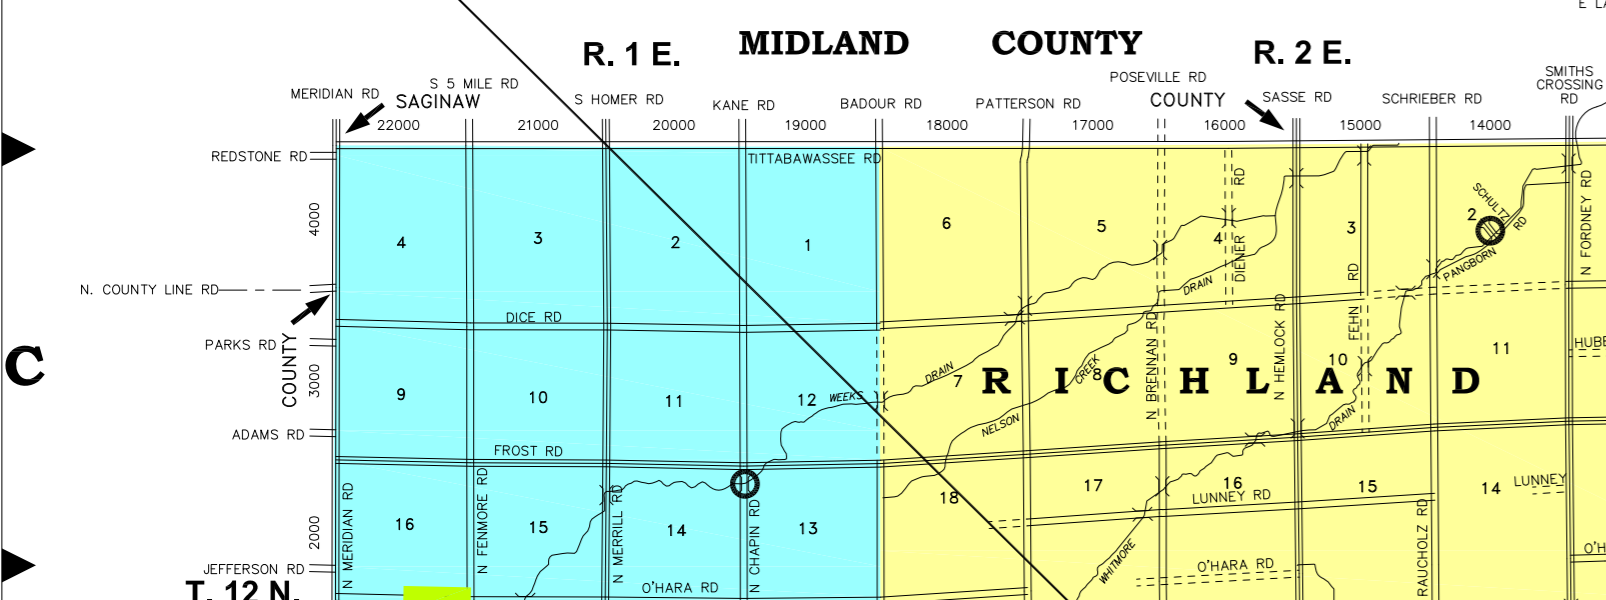 E LA
MIDLAND COUNTY
R. 1 E.
R. 2 E.
SMITHS
CROSSING
RD
MERIDIAN RD
S 5 MILE RD
SAGINAW
S HOMER RD
KANE RD
BADOUR RD
PATTERSON RD
POSEVILLE RD
COUNTY
SASSE RD
SCHRIEBER RD
22000
21000
20000
19000
18000
17000
16000
15000
14000
REDSTONE RD
TITTABAWASSEE RD
4000
4
3
2
1
6
5
4
DIENER RD
3
2
SCHULTZ RD
N FORDNEY RD
PANGBORN
DRAIN
N. COUNTY LINE RD
DICE RD
PARKS RD
COUNTY
C
3000
N BRENNAN RD
N HEMLOCK RD
FEHN RD
HUBB
9
10
11
12
WEEKS
DRAIN
7
CREEK
8
9
10
11
RICHLAND
NELSON
DRAIN
ADAMS RD
FROST RD
2000
N MERIDIAN RD
16
N FENMORE RD
15
N MERRILL RD
14
N CHAPIN RD
13
18
17
16
LUNNEY RD
15
14
LUNNEY
RAUCHOLZ RD
WHITMORE
O'HARA RD
O'H
JEFFERSON RD
O'HARA RD
T. 12 N.